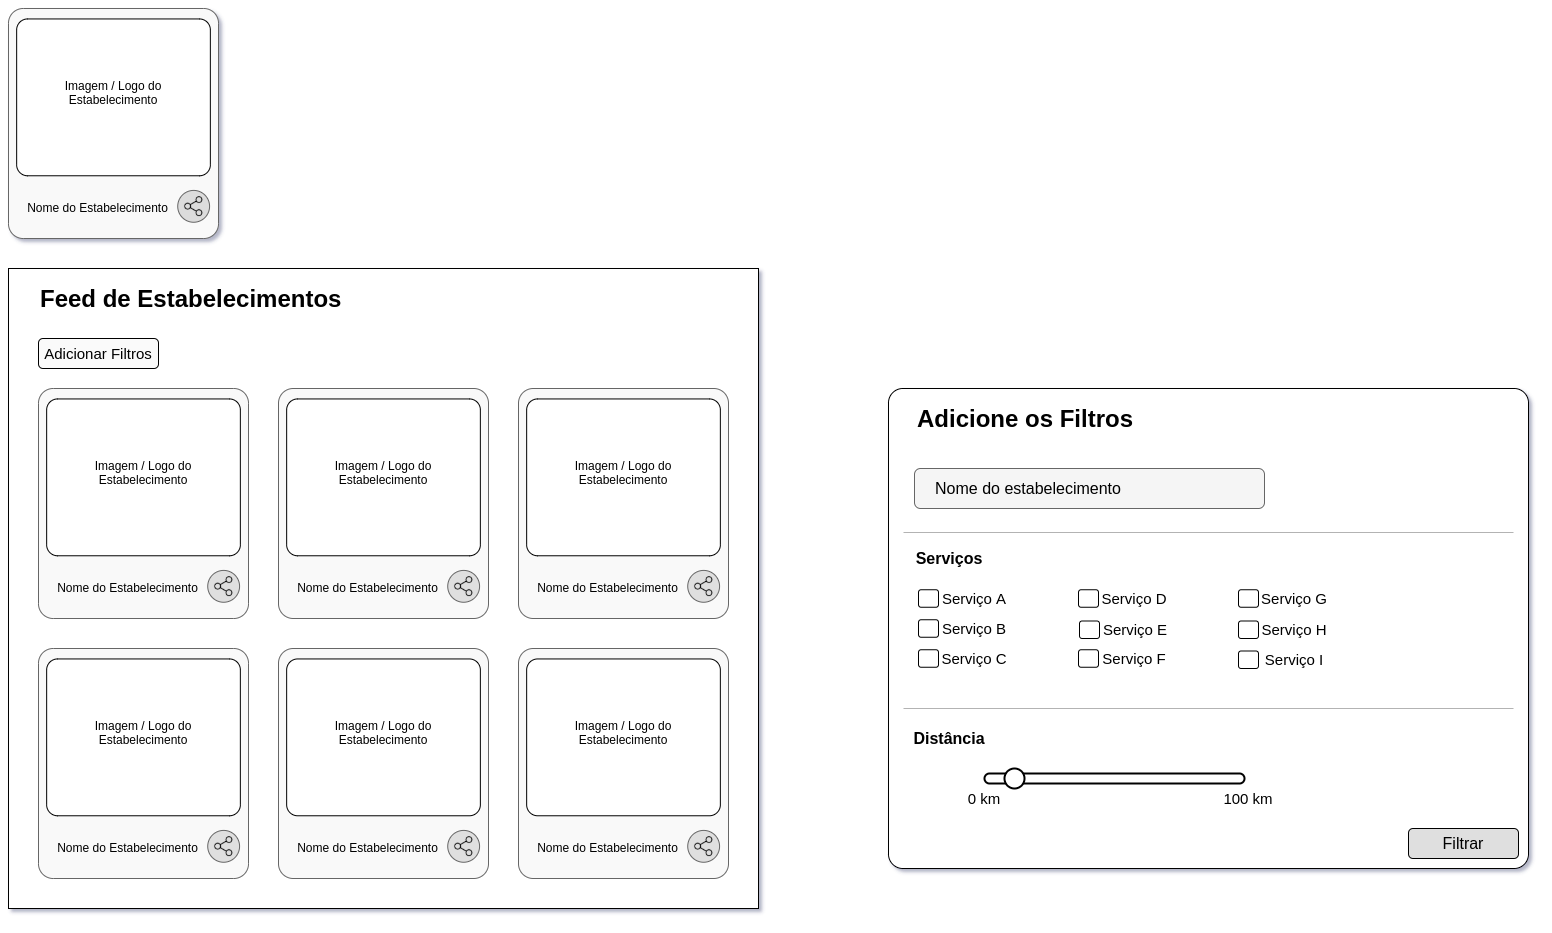 Imagem / Logo do
Estabelecimento
Nome do Estabelecimento
Feed de Estabelecimentos
Adicionar Filtros
Imagem / Logo do
Estabelecimento
Nome do Estabelecimento
Imagem / Logo do
Estabelecimento
Nome do Estabelecimento
Imagem / Logo do
Estabelecimento
Nome do Estabelecimento
Imagem / Logo do
Estabelecimento
Nome do Estabelecimento
Imagem / Logo do
Estabelecimento
Nome do Estabelecimento
Imagem / Logo do
Estabelecimento
Nome do Estabelecimento
Adicione os Filtros
Nome do estabelecimento
Serviços
Serviço A
Serviço D
Serviço G
Serviço B
Serviço E
Serviço H
Serviço C
Serviço F
Serviço I
Distância
0 km
100 km
Filtrar